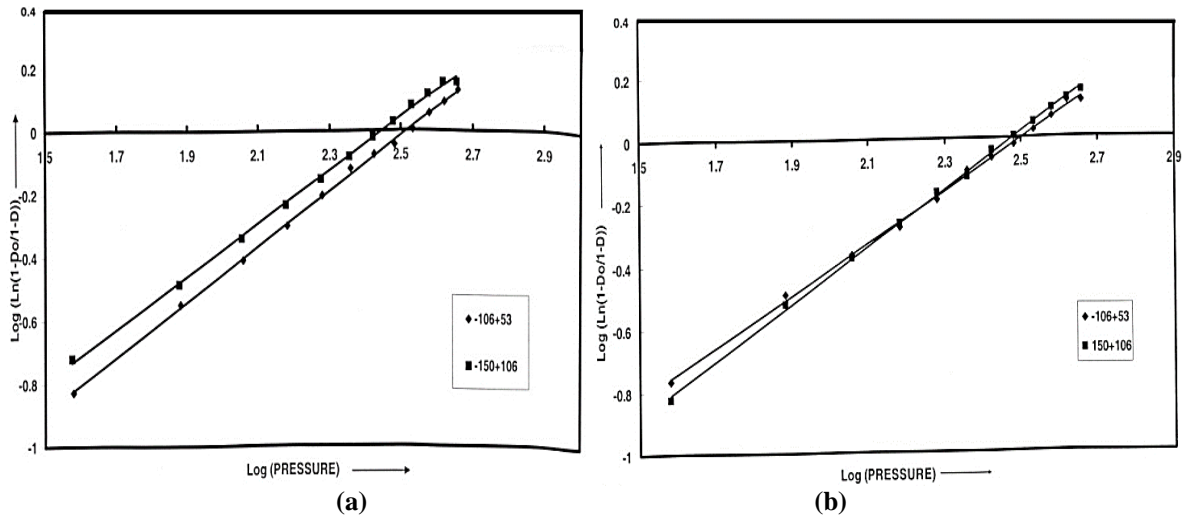 0.4
0.2
0
-0.2
-0.4
-0.6
-0.8
-1
1.5 1.9 2.1 2.3 2.5 2.7 2.9
Log (Ln(1-Do/1-D))
-106+53
-150+106
Log (PRESSURE)
(a)
0.4
0.2
0
-0.2
-0.4
-0.6
-0.8
-1
1.5 1.9 2.1 2.3 2.5 2.7 2.9
Log (Ln(1-Do/1-D))
-106+53
150+106
Log (PRESSURE)
(b)